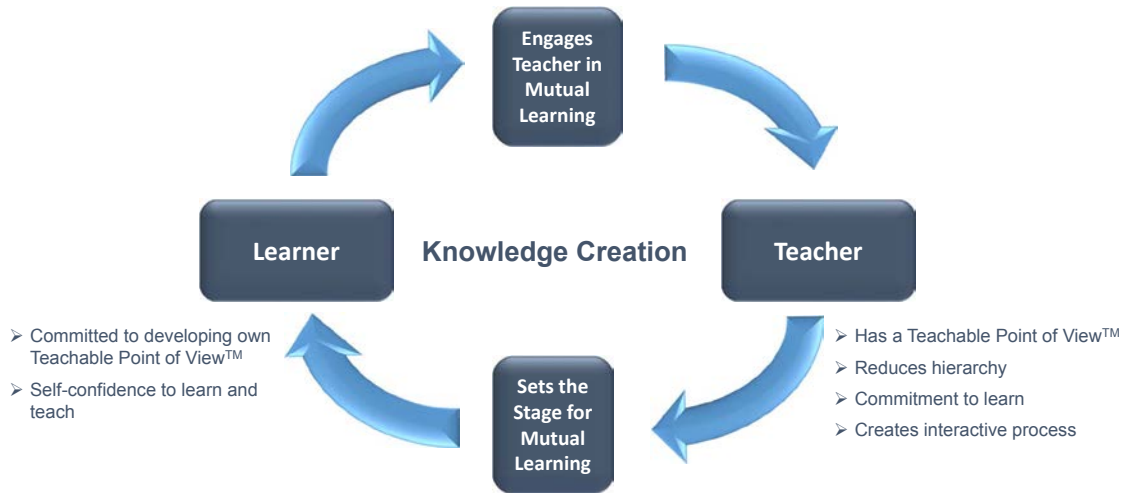 Engages
Teacher in
Mutual
Learning
Learner
Knowledge Creation
Teacher
➢ Committed to developing own
Teachable Point of View™
➢ Self-confidence to learn and
teach
Sets the
Stage for
Mutual
Learning
➢ Has a Teachable Point of View™
➢ Reduces hierarchy
➢ Commitment to learn
➢ Creates interactive process